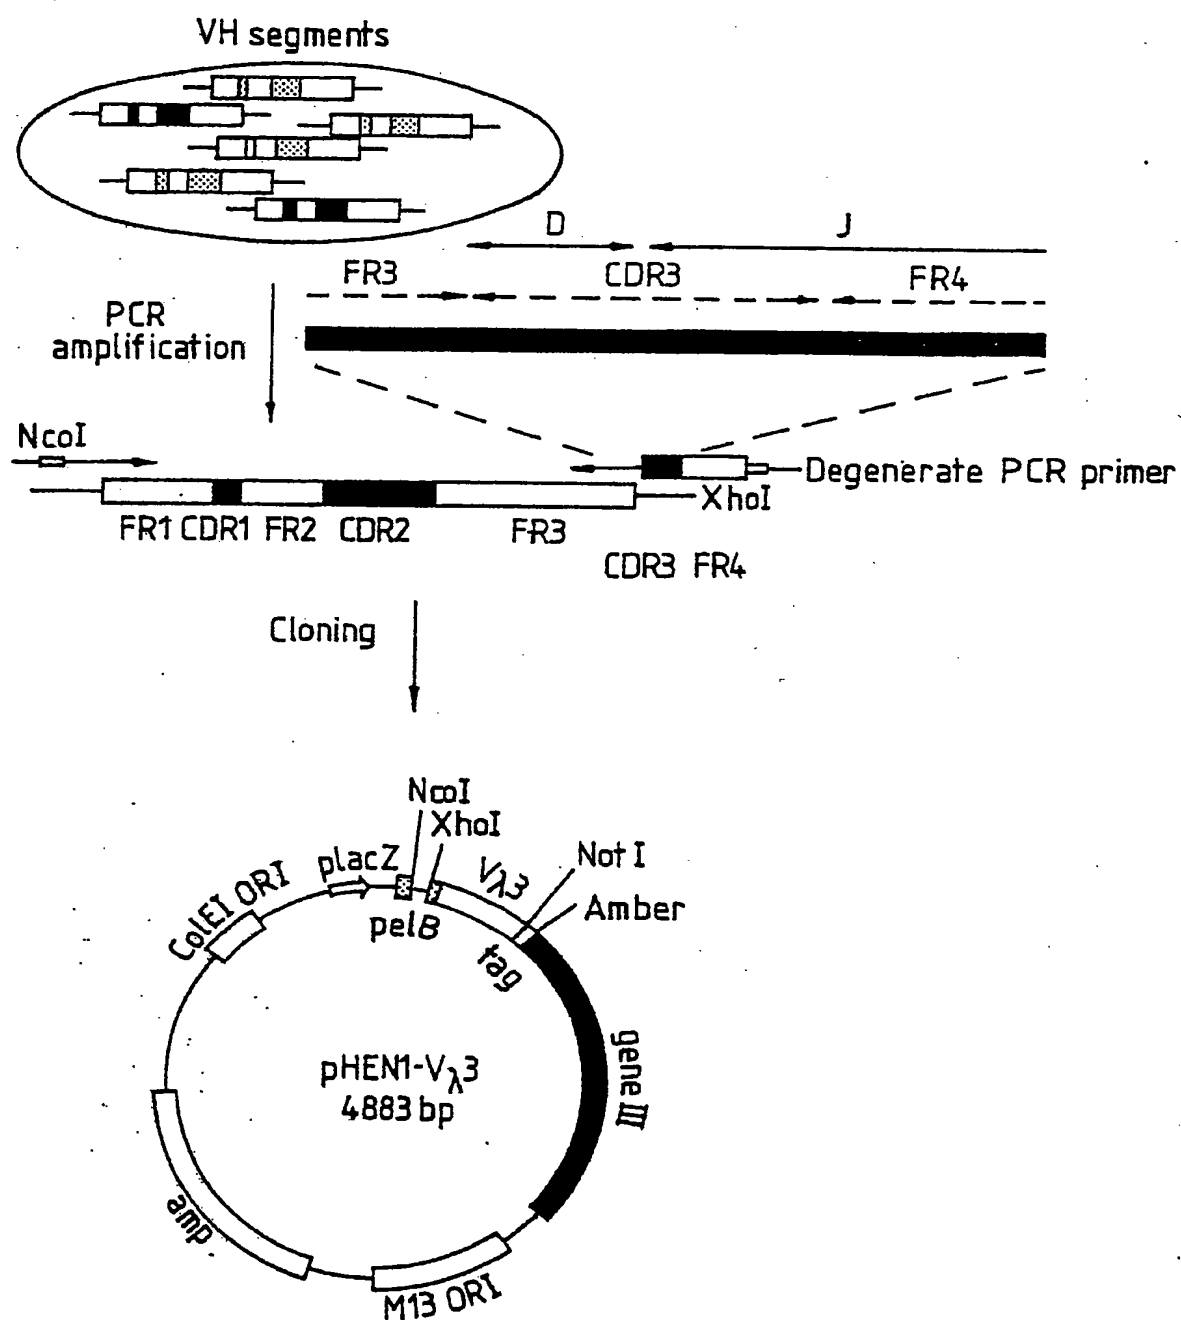 VH segments
D
J
FR3
CDR3
FR4
PCR
amplification
NcoI
Degenerate PCR primer
XhoI
FR1 CDR1 FR2 CDR2 FR3
CDR3 FR4
Cloning
NcoI
XhoI
placZ
Vλ3
Not I
ColEI ORI
pelB
Amber
tag
gene III
pHEN1-Vλ3
4883 bp
amp
M13 ORI